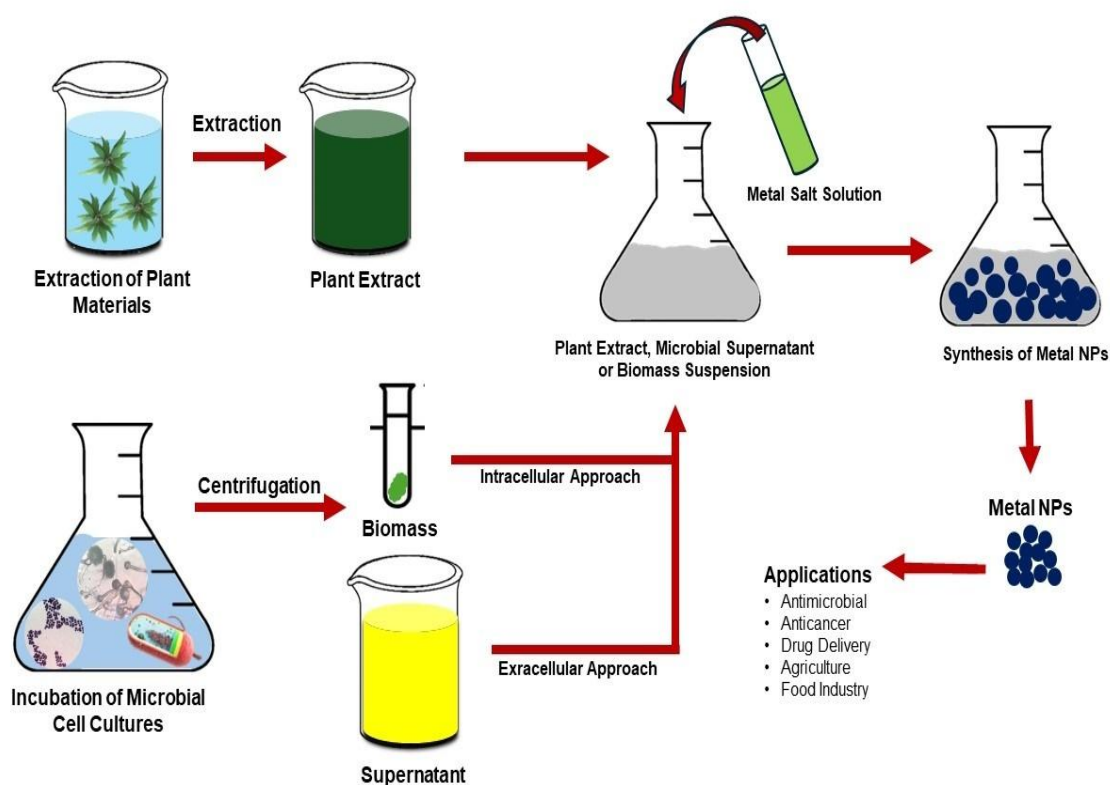 Extraction
Metal Salt Solution
Extraction of Plant
Materials
Plant Extract
Plant Extract, Microbial Supernatant
or Biomass Suspension
Synthesis of Metal NPs
Centrifugation
Biomass
Intracellular Approach
Metal NPs
Applications
• Antimicrobial
• Anticancer
• Drug Delivery
• Agriculture
• Food Industry
Exracellular Approach
Incubation of Microbial
Cell Cultures
Supernatant